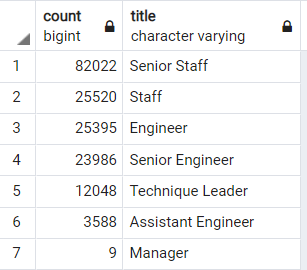 count title
bigint character varying
1 82022 Senior Staff
2 25520 Staff
3 25395 Engineer
4 23986 Senior Engineer
5 12048 Technique Leader
6 3588 Assistant Engineer
7 9 Manager